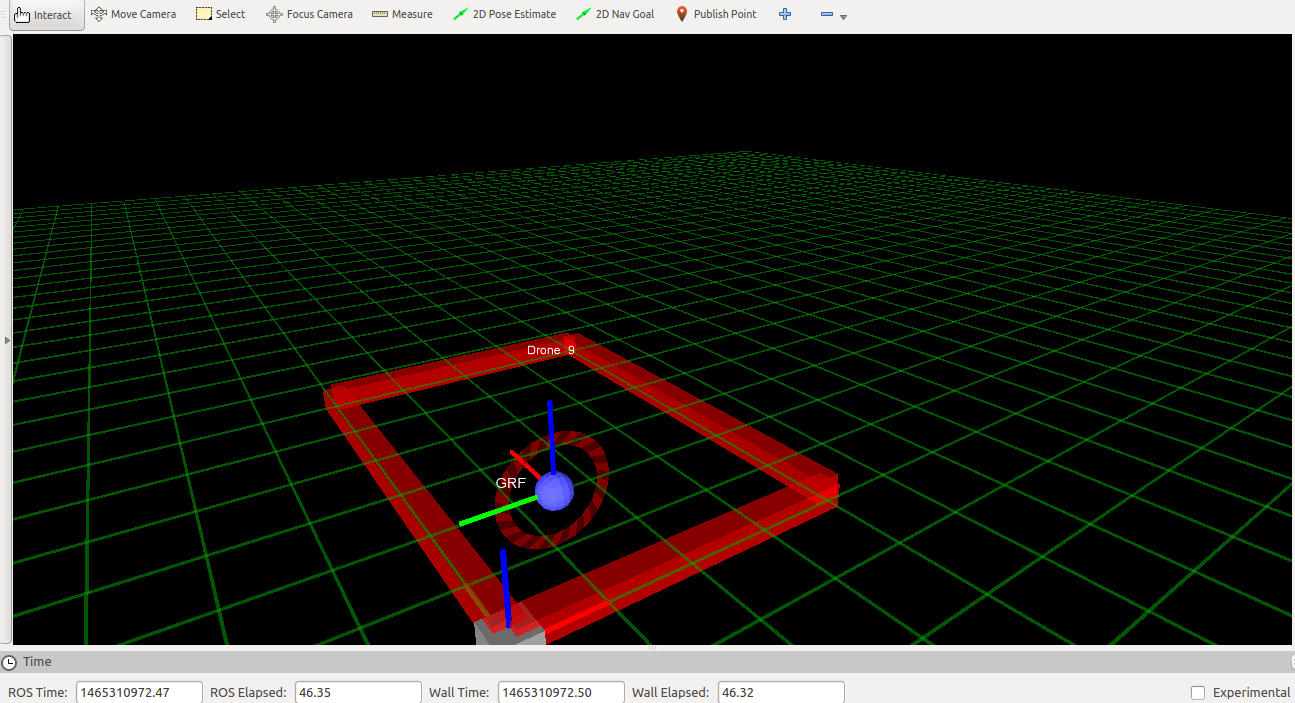 Interact Move Camera Select Focus Camera Measure 2D Pose Estimate 2D Nav Goal Publish Point
Drone 9
GRF
Time
ROS Time: 1465310972.47 ROS Elapsed: 46.35 Wall Time: 1465310972.50 Wall Elapsed: 46.32 Experimental